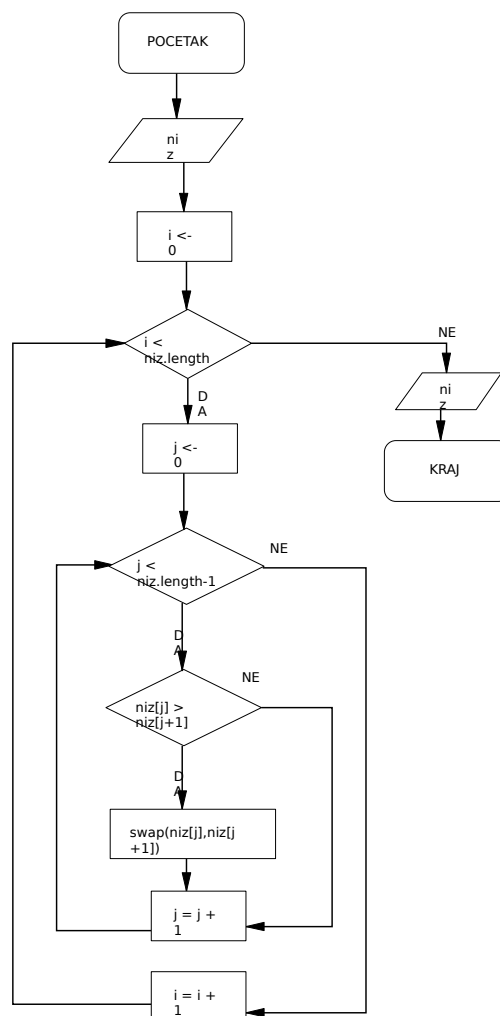 POCETAK
ni
z
i <-
0
i <
niz.length
NE
D
A
ni
z
j <-
0
KRAJ
j <
niz.length-1
NE
D
A
niz[j] >
niz[j+1]
NE
D
A
swap(niz[j],niz[j
+1])
j = j +
1
i = i +
1